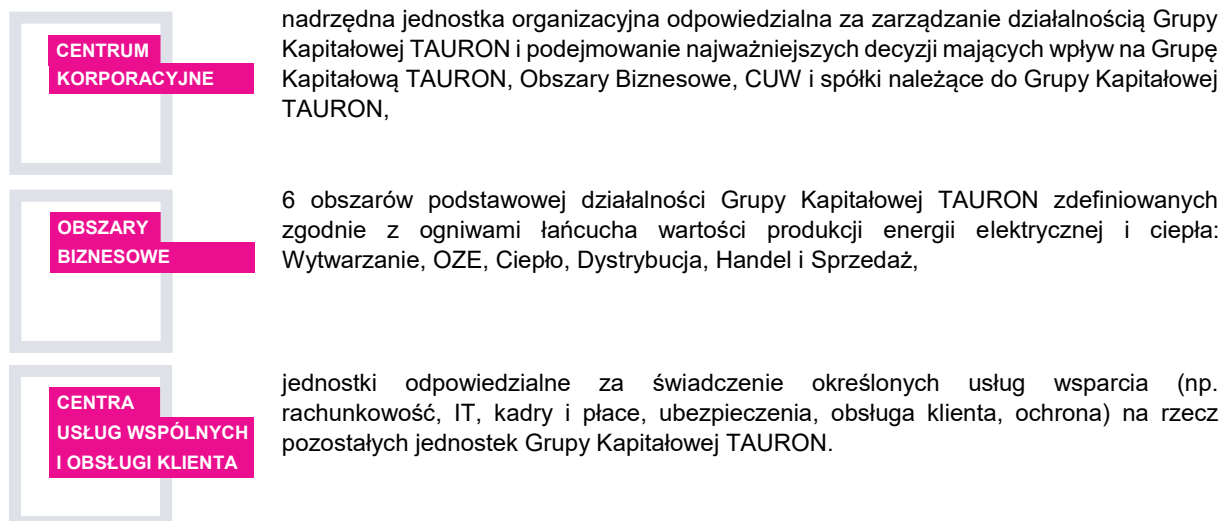 CENTRUM
KORPORACYJNE
nadrzędna jednostka organizacyjna odpowiedzialna za zarządzanie działalnością Grupy
Kapitałowej TAURON i podejmowanie najważniejszych decyzji mających wpływ na Grupę
Kapitałową TAURON, Obszary Biznesowe, CUW i spółki należące do Grupy Kapitałowej
TAURON,
OBSZARY
BIZNESOWE
6 obszarów podstawowej działalności Grupy Kapitałowej TAURON zdefiniowanych
zgodnie z ogniwami łańcucha wartości produkcji energii elektrycznej i ciepła:
Wytwarzanie, OZE, Ciepło, Dystrybucja, Handel i Sprzedaż,
CENTRA
USŁUG WSPÓLNYCH
I OBSŁUGI KLIENTA
jednostki odpowiedzialne za świadczenie określonych usług wsparcia (np.
rachunkowość, IT, kadry i płace, ubezpieczenia, obsługa klienta, ochrona) na rzecz
pozostałych jednostek Grupy Kapitałowej TAURON.